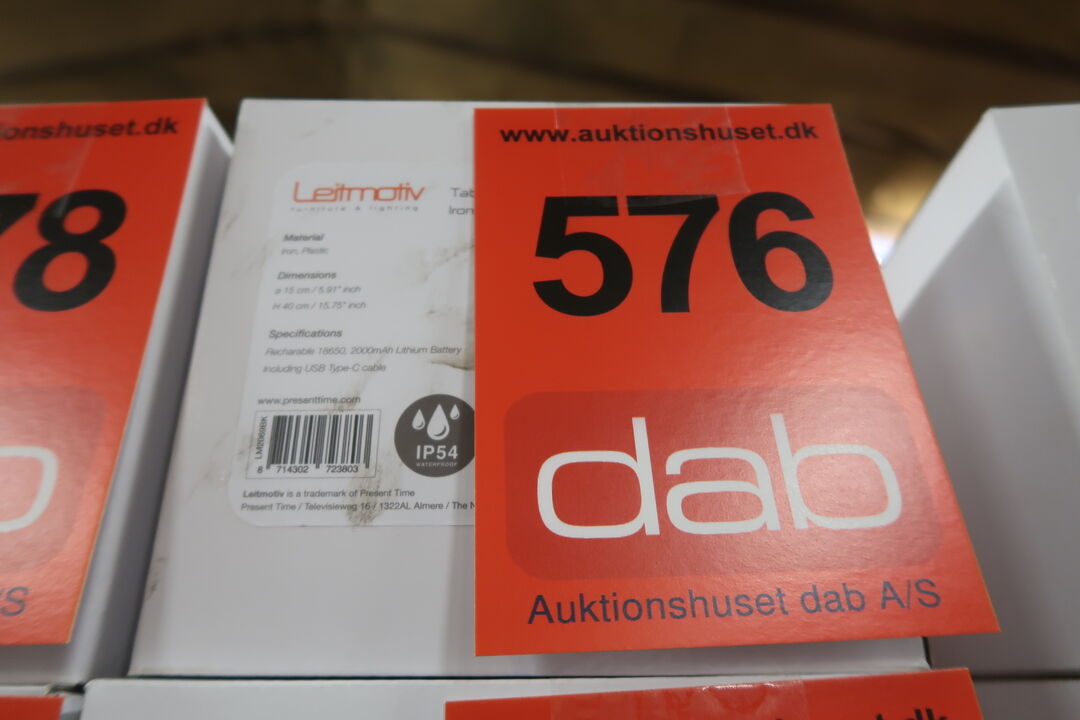 onshuset.dk
78
Leitmotiv
furniture & lighting
Iron
Material
Iron, Plastic
Dimensions
ø 15 cm / 5.91" inch
H 40 cm / 15.75" inch
Specifications
Recharable 18650, 2000mAh Lithium Battery
Including USB Type-C cable
www.presenttime.com
LM2069BK
8 714302 723803
IP54
WATERPROOF
Leitmotiv is a trademark of Present Time
Present Time / Televisieweg 16 / 1322AL Almere / The N
www.auktionshuset.dk
576
dab
Auktionshuset dab A/S